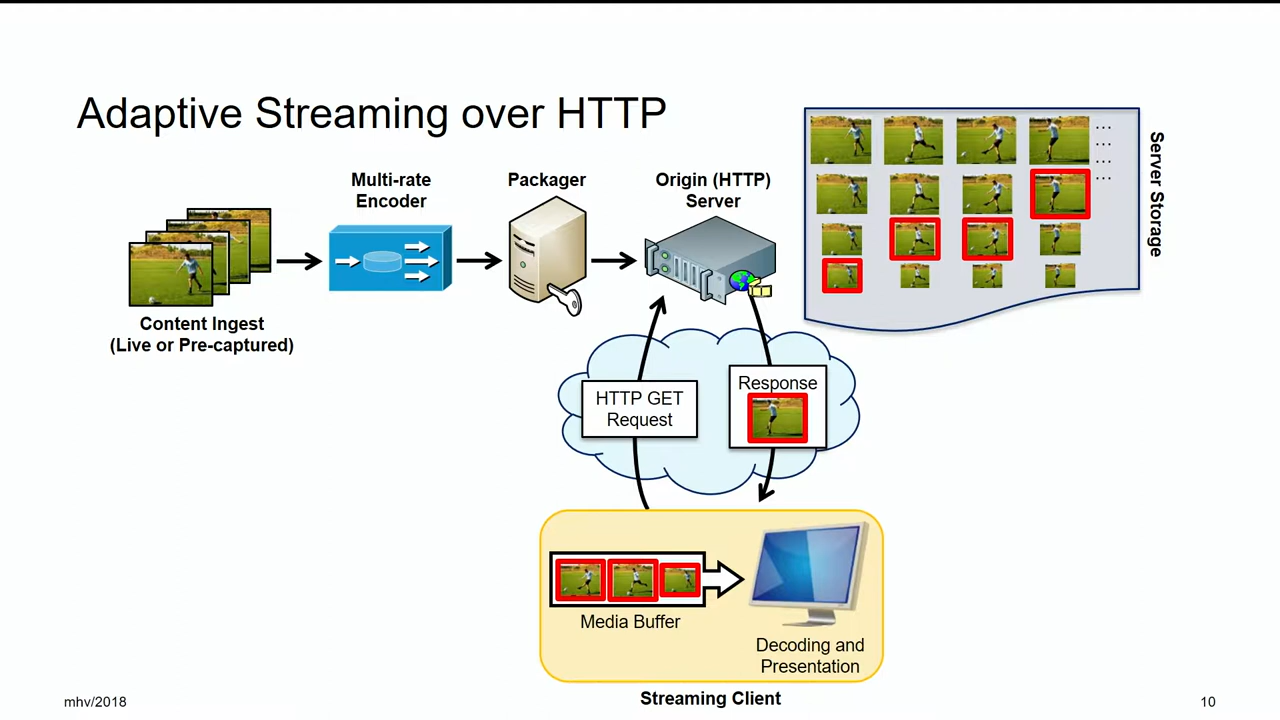 Adaptive Streaming over HTTP
Multi-rate
Encoder
Packager
Origin (HTTP)
Server
Server Storage
....
Content Ingest
(Live or Pre-captured)
HTTP GET
Request
Response
Media Buffer
Decoding and
Presentation
Streaming Client
mhv/2018
10